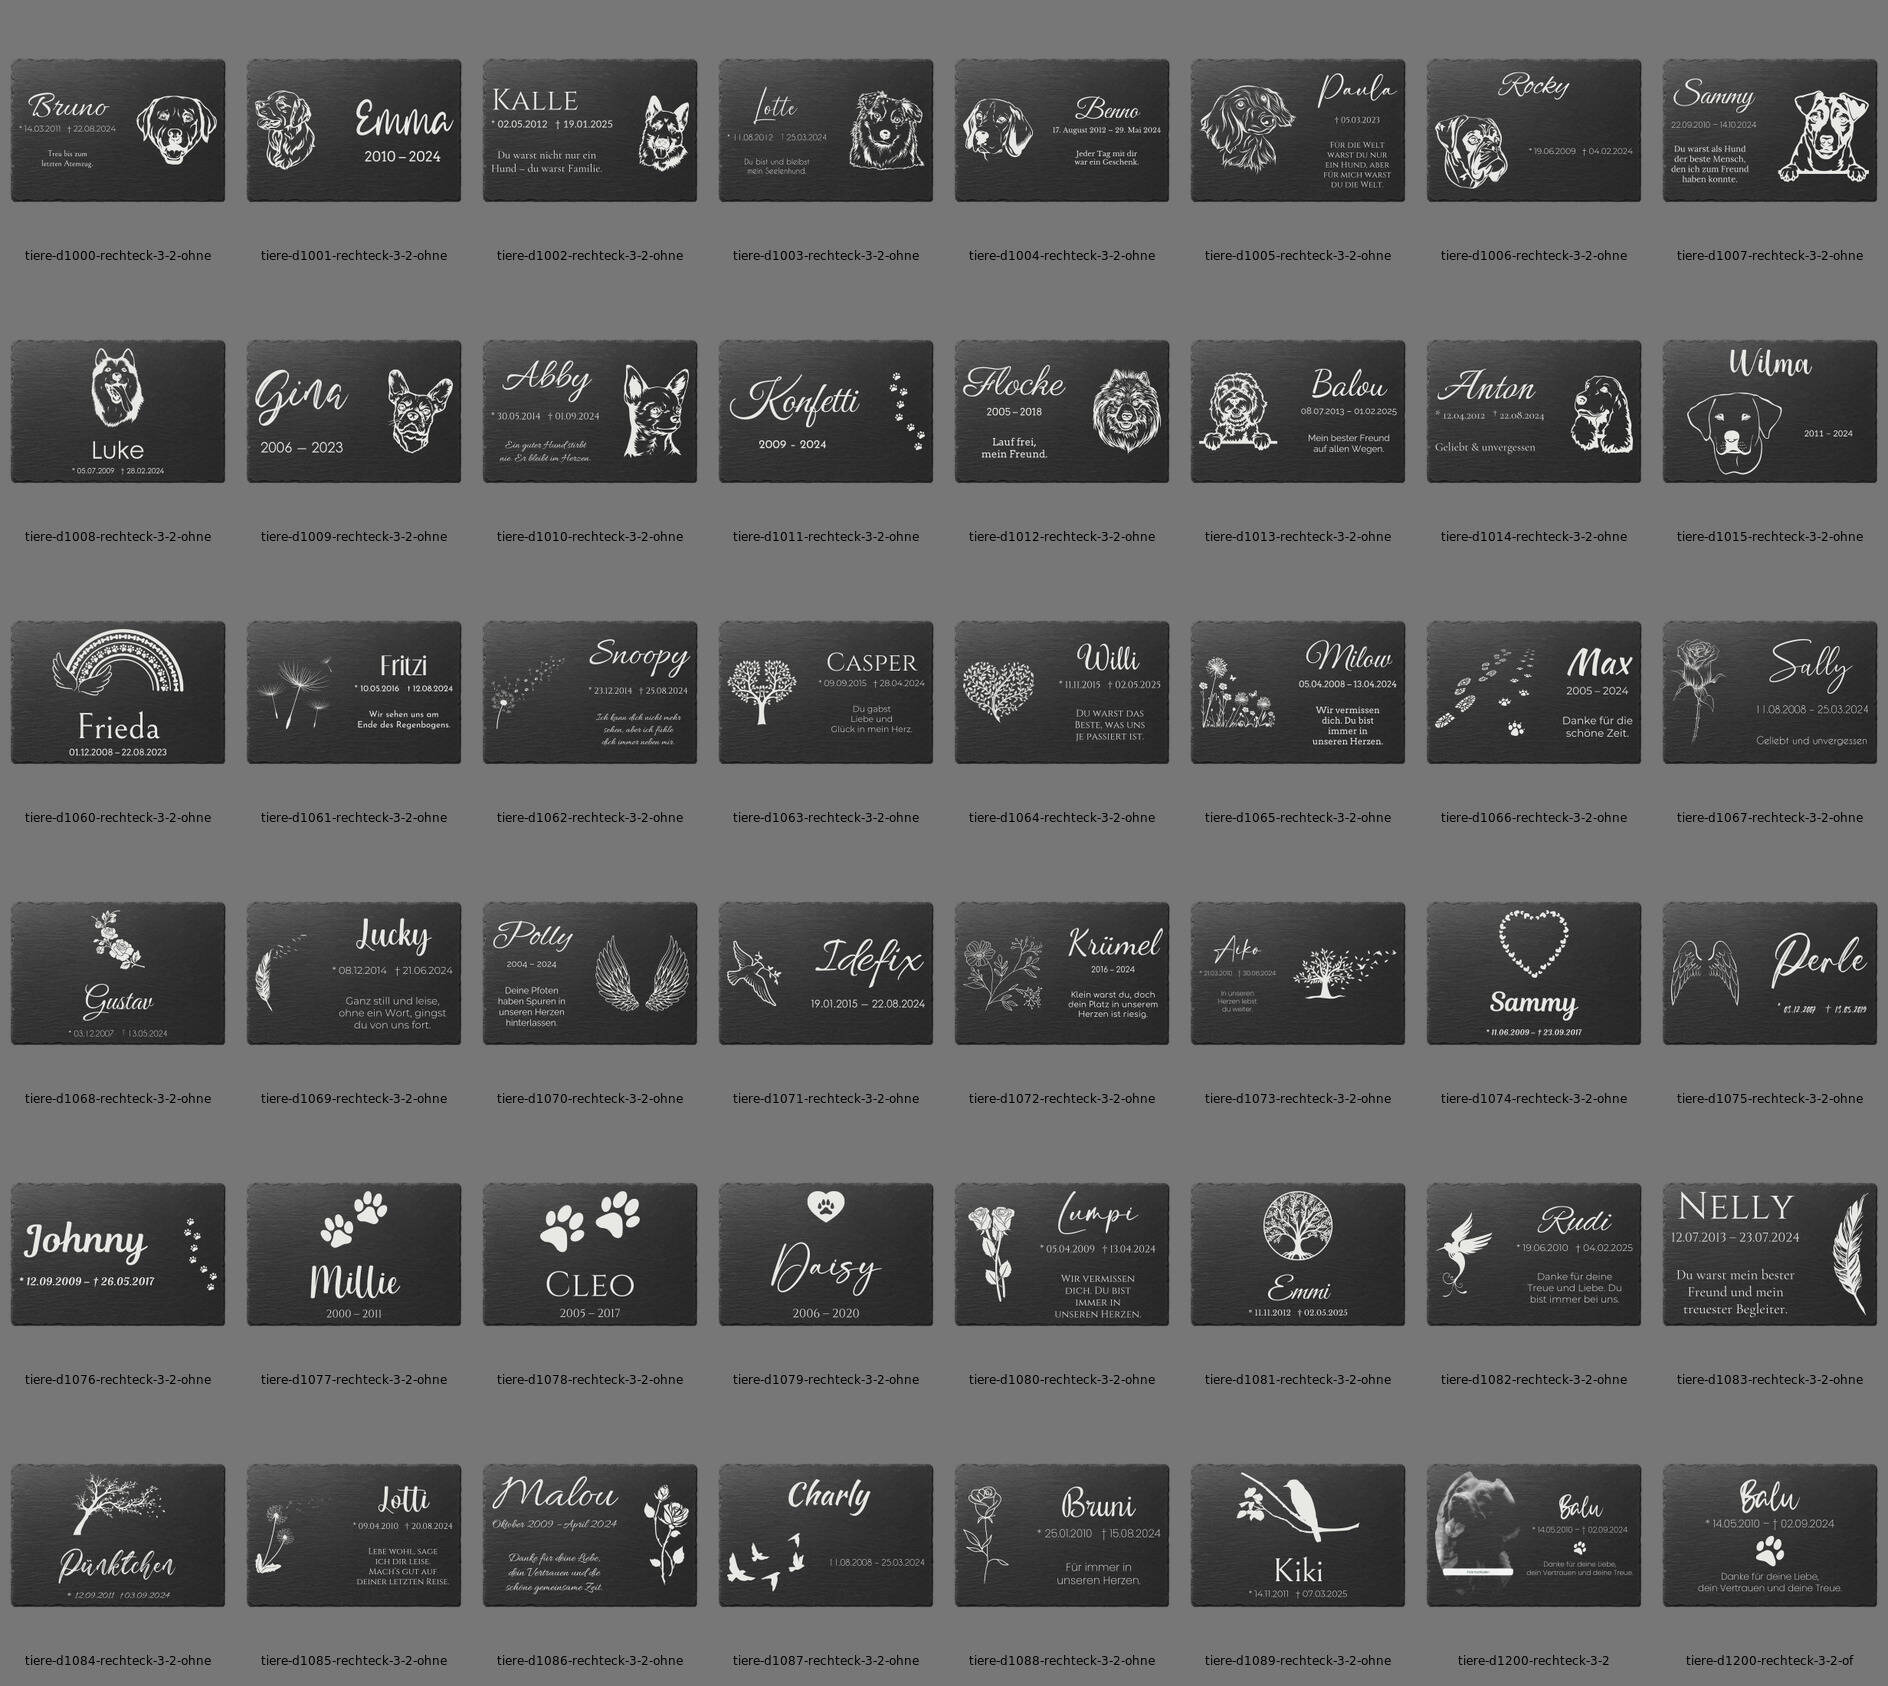 Bruno
* 14.03.2011 † 22.08.2024
Treu bis zum
letzten Atemzug.
tiere-d1000-rechteck-3-2-ohne
Emma
2010 – 2024
tiere-d1001-rechteck-3-2-ohne
KALLE
* 02.05.2012 † 19.01.2025
Du warst nicht nur ein
Hund – du warst Familie.
tiere-d1002-rechteck-3-2-ohne
Lotte
* 11.08.2012 † 25.03.2024
Du bist und bleibst
mein Seelenhund.
tiere-d1003-rechteck-3-2-ohne
Benno
17. August 2012 – 29. Mai 2024
Jeder Tag mit dir
war ein Geschenk.
tiere-d1004-rechteck-3-2-ohne
Paula
† 05.03.2023
FÜR DIE WELT
WARST DU NUR
EIN HUND, ABER
FÜR MICH WARST
DU DIE WELT.
tiere-d1005-rechteck-3-2-ohne
Rocky
* 19.06.2009 † 04.02.2024
tiere-d1006-rechteck-3-2-ohne
Sammy
22.09.2010 – 14.10.2024
Du warst als Hund
der beste Mensch,
den ich zum Freund
haben konnte.
tiere-d1007-rechteck-3-2-ohne
Luke
* 05.07.2009 † 28.02.2024
tiere-d1008-rechteck-3-2-ohne
Gina
2006 – 2023
tiere-d1009-rechteck-3-2-ohne
Abby
* 30.05.2014 † 01.09.2024
Ein guter Hund stirbt
nie. Er bleibt im Herzen.
tiere-d1010-rechteck-3-2-ohne
Konfetti
2009 - 2024
tiere-d1011-rechteck-3-2-ohne
Flocke
2005 – 2018
Lauf frei,
mein Freund.
tiere-d1012-rechteck-3-2-ohne
Balou
08.07.2013 – 01.02.2025
Mein bester Freund
auf allen Wegen.
tiere-d1013-rechteck-3-2-ohne
Anton
* 12.04.2012 † 22.08.2024
Geliebt & unvergessen
tiere-d1014-rechteck-3-2-ohne
Wilma
2011 – 2024
tiere-d1015-rechteck-3-2-ohne
Frieda
01.12.2008 – 22.08.2023
tiere-d1060-rechteck-3-2-ohne
Fritzi
* 10.05.2016 † 12.08.2024
Wir sehen uns am
Ende des Regenbogens.
tiere-d1061-rechteck-3-2-ohne
Snoopy
* 23.12.2014 † 25.08.2024
Ich kann dich nicht mehr
sehen, aber ich fühle
dich immer neben mir.
tiere-d1062-rechteck-3-2-ohne
CASPER
* 09.09.2015 † 28.04.2024
Du gabst
Liebe und
Glück in mein Herz.
tiere-d1063-rechteck-3-2-ohne
Willi
* 11.11.2015 † 02.05.2025
DU WARST DAS
BESTE, WAS UNS
JE PASSIERT IST.
tiere-d1064-rechteck-3-2-ohne
Milow
05.04.2008 – 13.04.2024
Wir vermissen
dich. Du bist
immer in
unseren Herzen.
tiere-d1065-rechteck-3-2-ohne
Max
2005 – 2024
Danke für die
schöne Zeit.
tiere-d1066-rechteck-3-2-ohne
Sally
11.08.2008 – 25.03.2024
Geliebt und unvergessen
tiere-d1067-rechteck-3-2-ohne
Gustav
* 03.12.2007 † 13.05.2024
tiere-d1068-rechteck-3-2-ohne
Lucky
* 08.12.2014 † 21.06.2024
Ganz still und leise,
ohne ein Wort, gingst
du von uns fort.
tiere-d1069-rechteck-3-2-ohne
Polly
2004 – 2024
Deine Pfoten
haben Spuren in
unseren Herzen
hinterlassen.
tiere-d1070-rechteck-3-2-ohne
Idefix
19.01.2015 – 22.08.2024
tiere-d1071-rechteck-3-2-ohne
Krümel
2016 – 2024
Klein warst du, doch
dein Platz in unserem
Herzen ist riesig.
tiere-d1072-rechteck-3-2-ohne
Aiko
* 21.03.2010 † 30.08.2024
In unseren
Herzen lebst
du weiter.
tiere-d1073-rechteck-3-2-ohne
Sammy
* 11.06.2009 – † 23.09.2017
tiere-d1074-rechteck-3-2-ohne
Perle
tiere-d1075-rechteck-3-2-ohne
Johnny
* 12.09.2009 – † 26.05.2017
tiere-d1076-rechteck-3-2-ohne
Millie
2000 – 2011
tiere-d1077-rechteck-3-2-ohne
CLEO
2005 – 2017
tiere-d1078-rechteck-3-2-ohne
Daisy
2006 – 2020
tiere-d1079-rechteck-3-2-ohne
Lumpi
* 05.04.2009 † 13.04.2024
WIR VERMISSEN
DICH. DU BIST
IMMER IN
UNSEREN HERZEN.
tiere-d1080-rechteck-3-2-ohne
Emmi
* 11.11.2012 † 02.05.2025
tiere-d1081-rechteck-3-2-ohne
Rudi
* 19.06.2010 † 04.02.2025
Danke für deine
Treue und Liebe. Du
bist immer bei uns.
tiere-d1082-rechteck-3-2-ohne
NELLY
12.07.2013 – 23.07.2024
Du warst mein bester
Freund und mein
treuester Begleiter.
tiere-d1083-rechteck-3-2-ohne
Pünktchen
* 12.09.2011 † 03.09.2024
tiere-d1084-rechteck-3-2-ohne
Lotti
* 09.04.2010 † 20.08.2024
LEBE WOHL, SAGE
ICH DIR LEISE.
MACH'S GUT AUF
DEINER LETZTEN REISE.
tiere-d1085-rechteck-3-2-ohne
Malou
Oktober 2009 – April 2024
Danke für deine Liebe,
dein Vertrauen und die
schöne gemeinsame Zeit.
tiere-d1086-rechteck-3-2-ohne
Charly
11.08.2008 – 25.03.2024
tiere-d1087-rechteck-3-2-ohne
Bruni
* 25.01.2010 † 15.08.2024
Für immer in
unseren Herzen.
tiere-d1088-rechteck-3-2-ohne
Kiki
* 14.11.2011 † 07.03.2025
tiere-d1089-rechteck-3-2-ohne
Balu
* 14.05.2010 – † 02.09.2024
Danke für deine Liebe,
dein Vertrauen und deine Treue.
tiere-d1200-rechteck-3-2
Balu
* 14.05.2010 – † 02.09.2024
Danke für deine Liebe,
dein Vertrauen und deine Treue.
tiere-d1200-rechteck-3-2-of